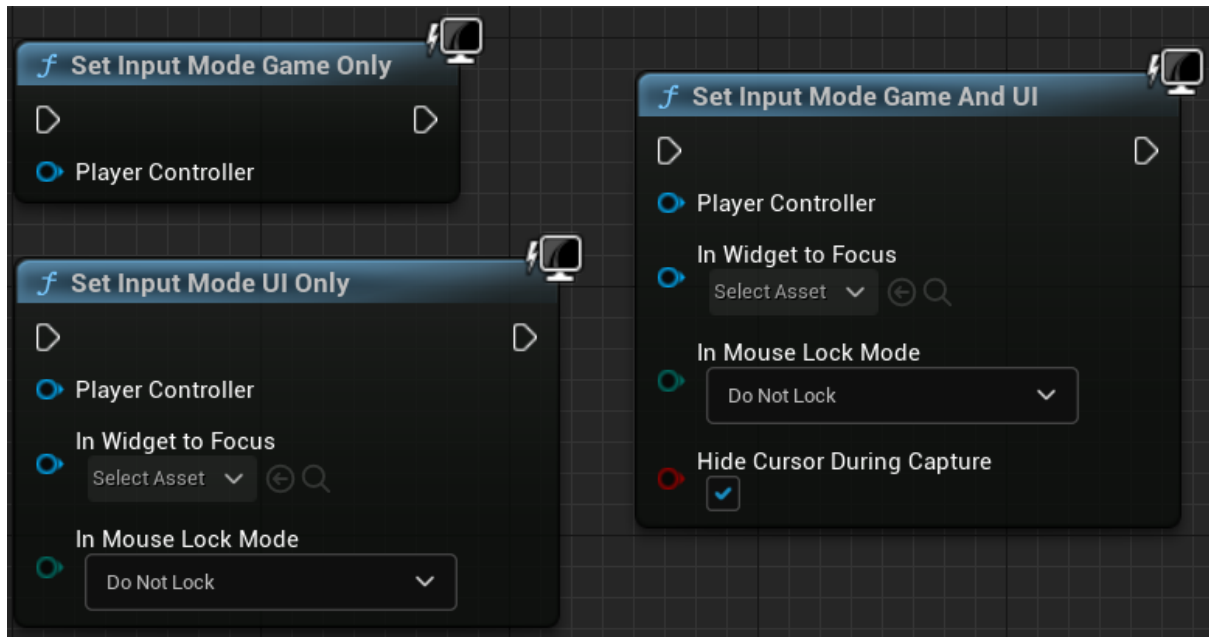 f Set Input Mode Game Only
Player Controller
f Set Input Mode UI Only
Player Controller
In Widget to Focus
Select Asset
In Mouse Lock Mode
Do Not Lock
f Set Input Mode Game And UI
Player Controller
In Widget to Focus
Select Asset
In Mouse Lock Mode
Do Not Lock
Hide Cursor During Capture